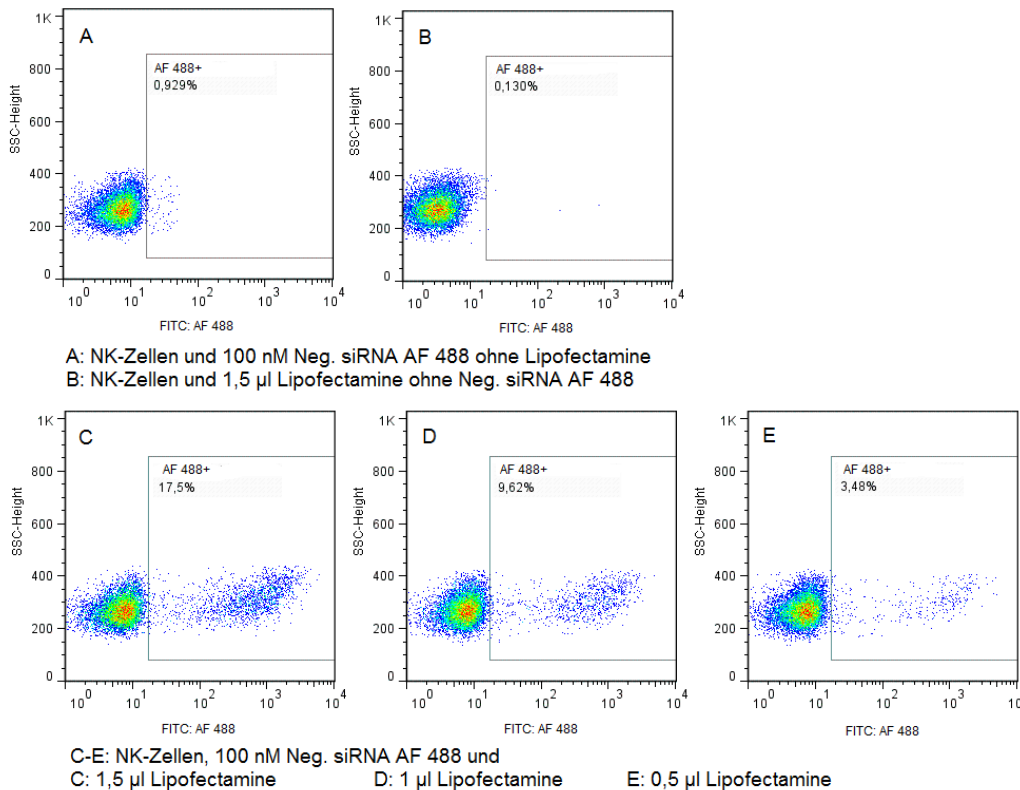 A
AF 488+
0,929%
SSC-Height
1K
800
600
400
200
0
10^0 10^1 10^2 10^3 10^4
FITC: AF 488
B
AF 488+
0,130%
SSC-Height
1K
800
600
400
200
0
10^0 10^1 10^2 10^3 10^4
FITC: AF 488
A: NK-Zellen und 100 nM Neg. siRNA AF 488 ohne Lipofectamine
B: NK-Zellen und 1,5 µl Lipofectamine ohne Neg. siRNA AF 488
C
AF 488+
17,5%
SSC-Height
1K
800
600
400
200
0
10^0 10^1 10^2 10^3 10^4
FITC: AF 488
D
AF 488+
9,62%
SSC-Height
1K
800
600
400
200
0
10^0 10^1 10^2 10^3 10^4
FITC: AF 488
E
AF 488+
3,48%
SSC-Height
1K
800
600
400
200
0
10^0 10^1 10^2 10^3 10^4
FITC: AF 488
C-E: NK-Zellen, 100 nM Neg. siRNA AF 488 und
C: 1,5 µl Lipofectamine D: 1 µl Lipofectamine E: 0,5 µl Lipofectamine